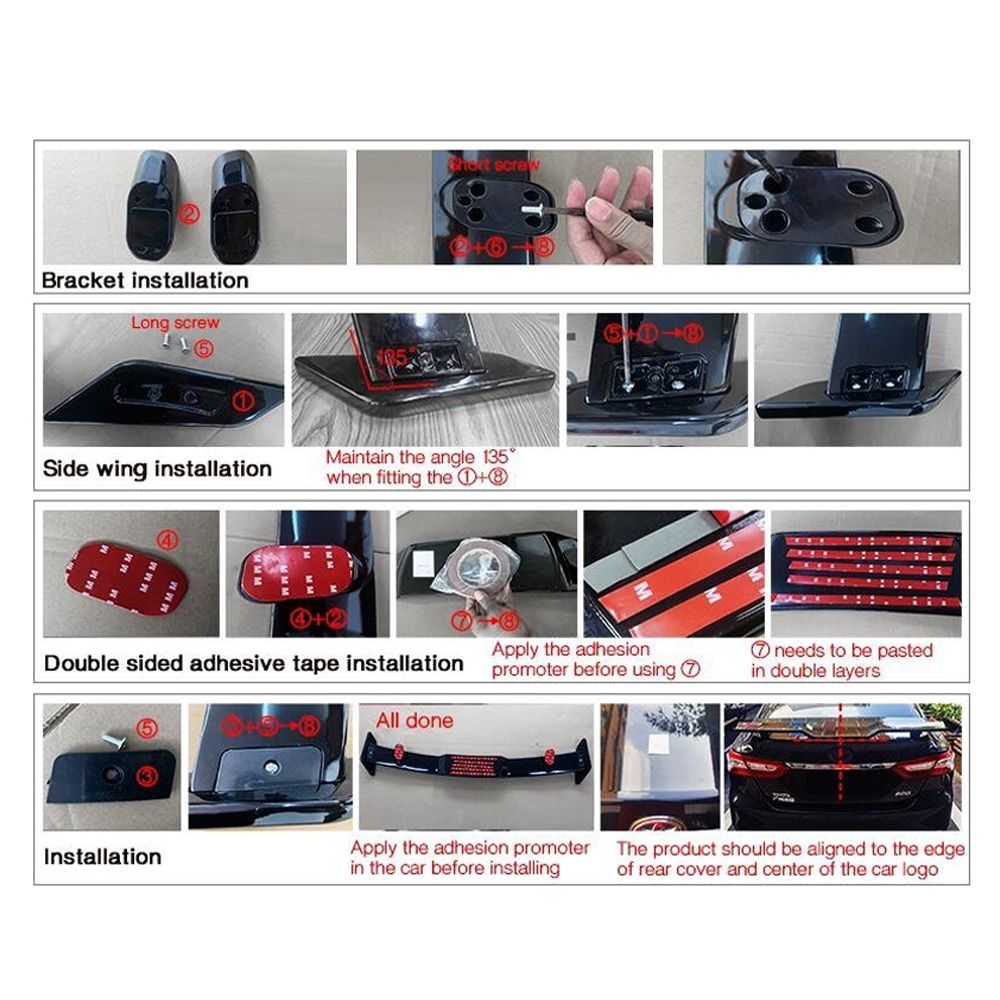 Short screw
②
②+⑥→⑧
Bracket installation
Long screw
⑤
①
135°
⑤+①→⑧
Side wing installation
Maintain the angle 135°
when fitting the ①+⑧
④
M M M M M M M
④+②
M M M
⑦→⑧
M
M
Double sided adhesive tape installation
Apply the adhesion
promoter before using ⑦
⑦ needs to be pasted
in double layers
⑤
③
③+⑤→⑧
All done
TOYOTA
Installation
Apply the adhesion promoter
in the car before installing
The product should be aligned to the edge
of rear cover and center of the car logo